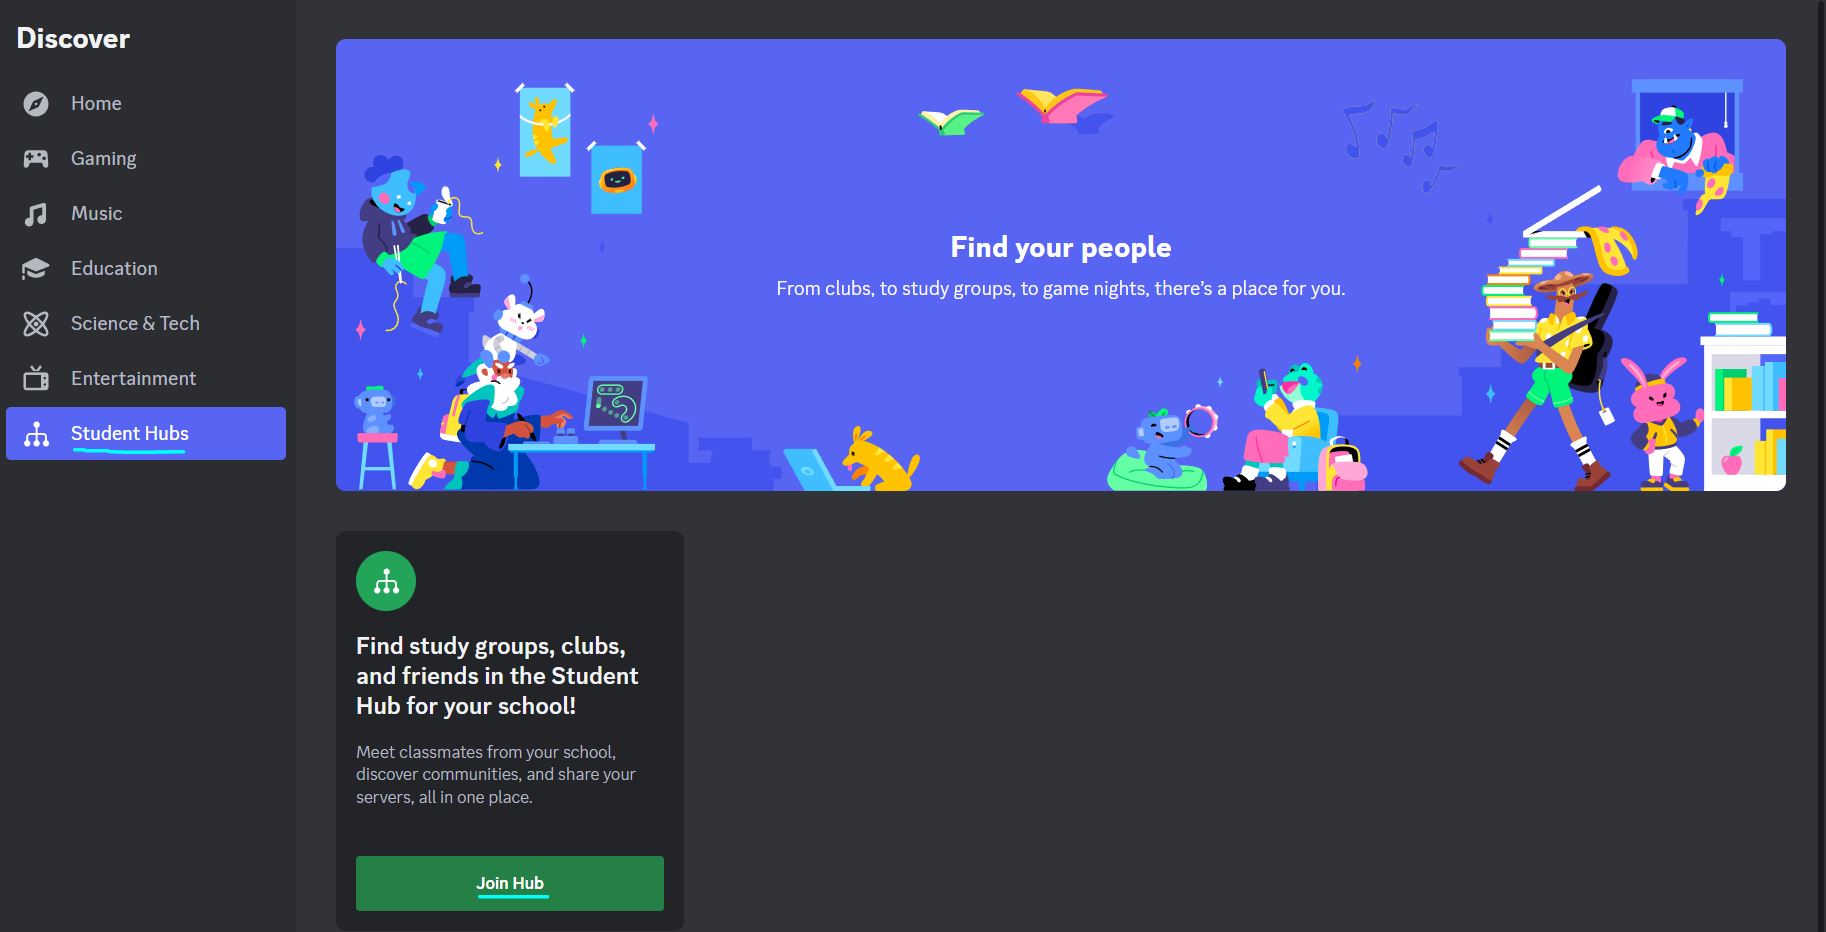 Discover
Home
Gaming
Music
Education
Science & Tech
Entertainment
Student Hubs
Find your people
From clubs, to study groups, to game nights, there's a place for you.
Find study groups, clubs,
and friends in the Student
Hub for your school!
Meet classmates from your school,
discover communities, and share your
servers, all in one place.
Join Hub